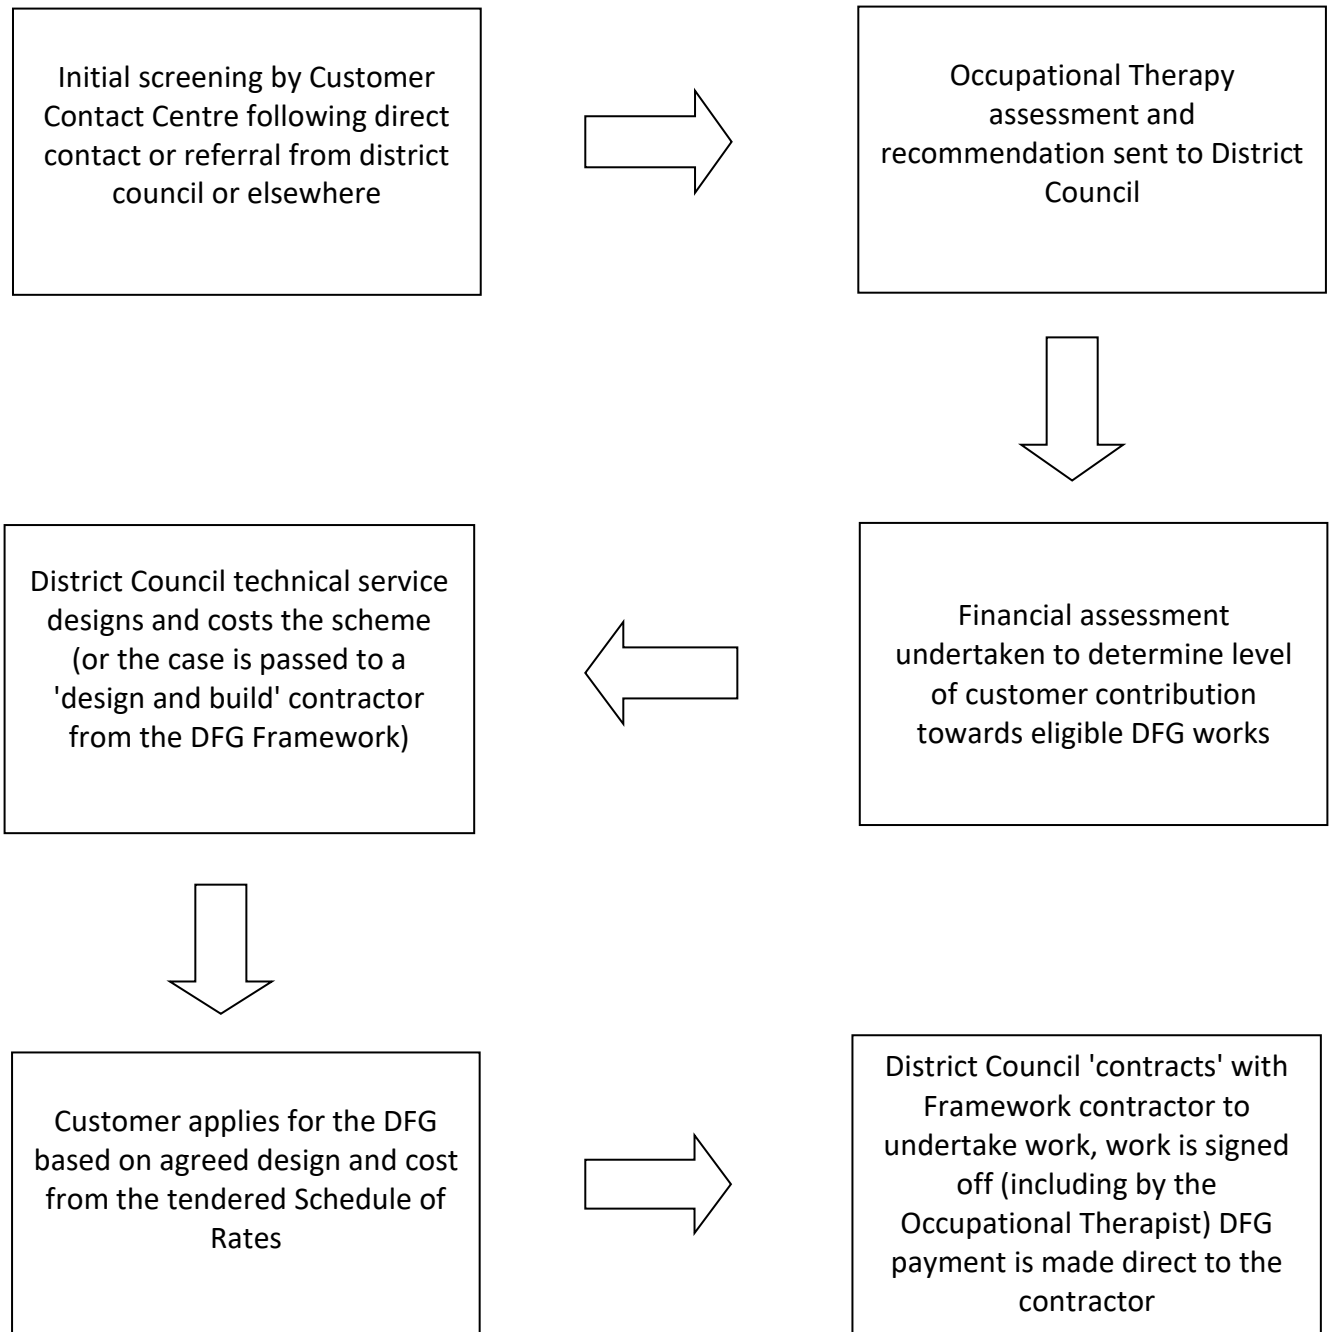 Initial screening by Customer
Contact Centre following direct
contact or referral from district
council or elsewhere
Occupational Therapy
assessment and
recommendation sent to District
Council
Financial assessment
undertaken to determine level
of customer contribution
towards eligible DFG works
District Council technical service
designs and costs the scheme
(or the case is passed to a
'design and build' contractor
from the DFG Framework)
Customer applies for the DFG
based on agreed design and cost
from the tendered Schedule of
Rates
District Council 'contracts' with
Framework contractor to
undertake work, work is signed
off (including by the
Occupational Therapist) DFG
payment is made direct to the
contractor